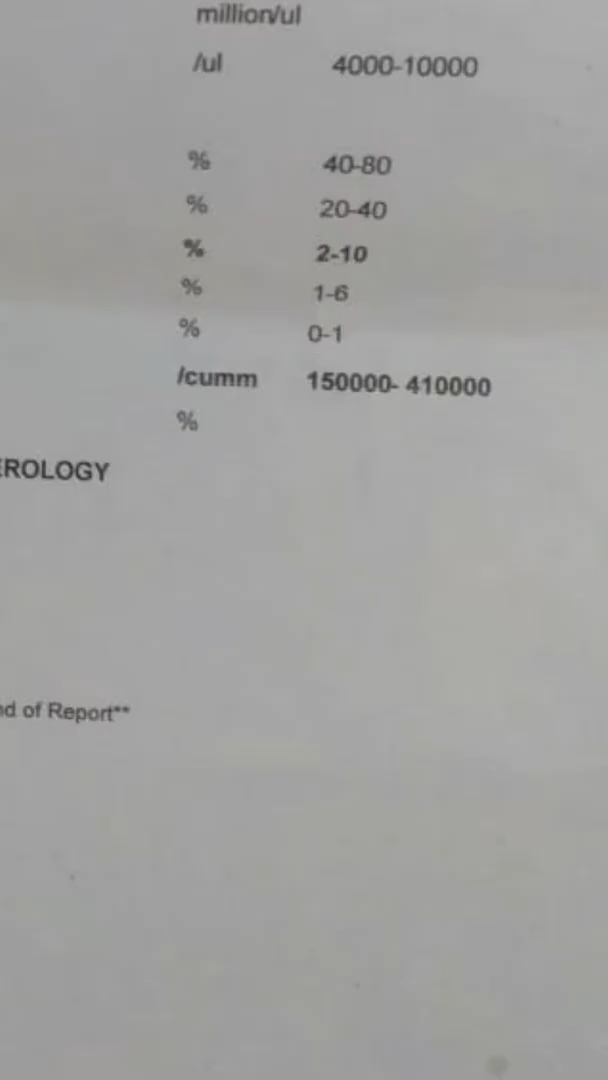 million/ul
/ul 4000-10000
% 40-80
% 20-40
% 2-10
% 1-6
% 0-1
/cumm 150000- 410000
%
EROLOGY
nd of Report**